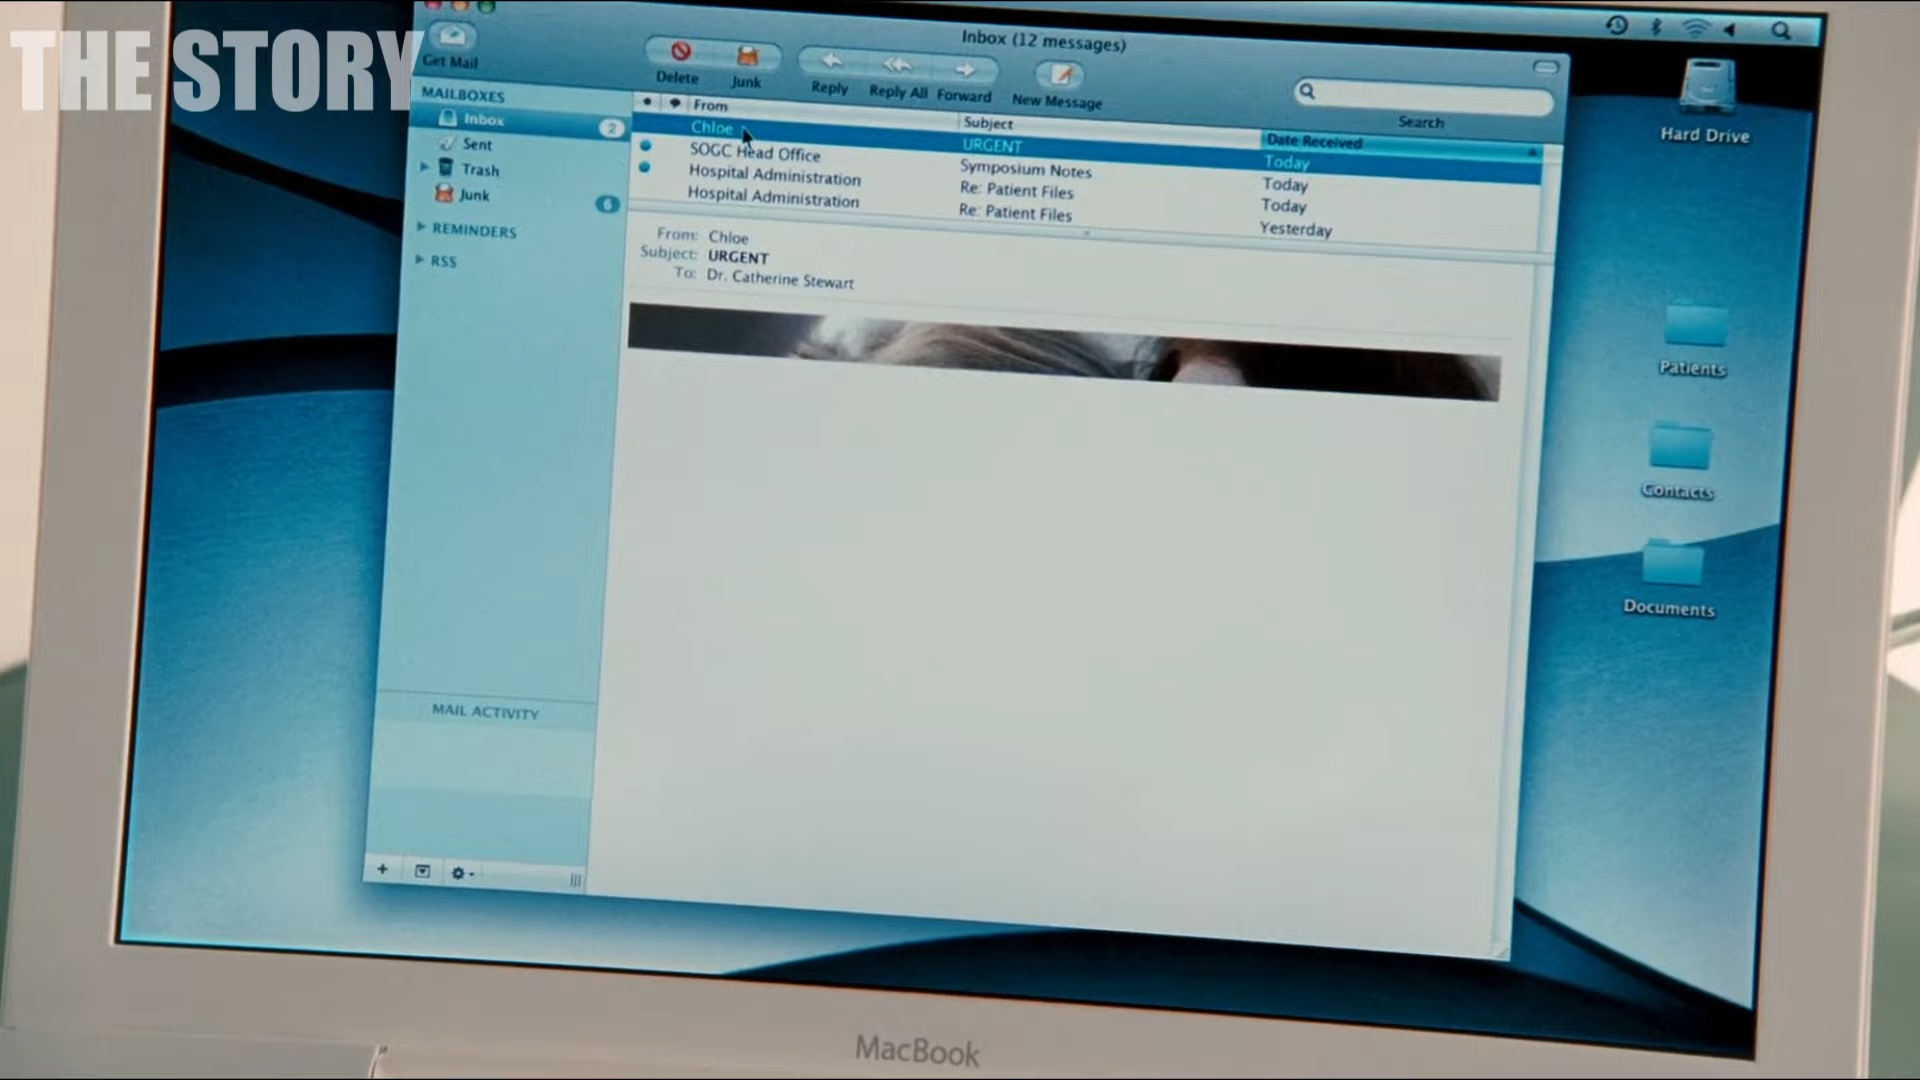 THE STORY
Inbox (12 messages)
Get Mail
Delete
Junk
Reply
Reply All
Forward
New Message
Search
MAILBOXES
Inbox 2
Sent
Trash
Junk 6
REMINDERS
RSS
From Subject Date Received
Chloe URGENT Today
SOGC Head Office Symposium Notes Today
Hospital Administration Re: Patient Files Today
Hospital Administration Re: Patient Files Yesterday
From: Chloe
Subject: URGENT
To: Dr. Catherine Stewart
MAIL ACTIVITY
Hard Drive
Patients
Contacts
Documents
MacBook